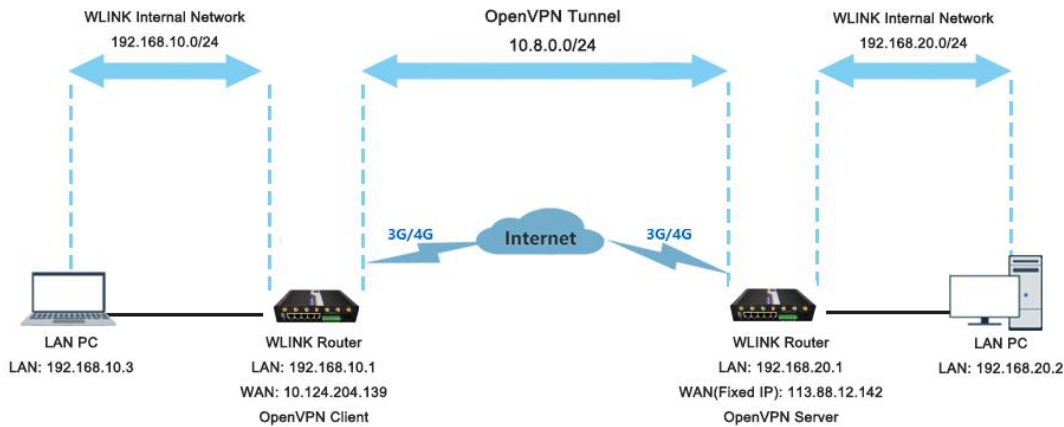 WLINK Internal Network
192.168.10.0/24
OpenVPN Tunnel
10.8.0.0/24
WLINK Internal Network
192.168.20.0/24
3G/4G
Internet
3G/4G
LAN PC
LAN: 192.168.10.3
WLINK Router
LAN: 192.168.10.1
WAN: 10.124.204.139
OpenVPN Client
WLINK Router
LAN: 192.168.20.1
WAN(Fixed IP): 113.88.12.142
OpenVPN Server
LAN PC
LAN: 192.168.20.2